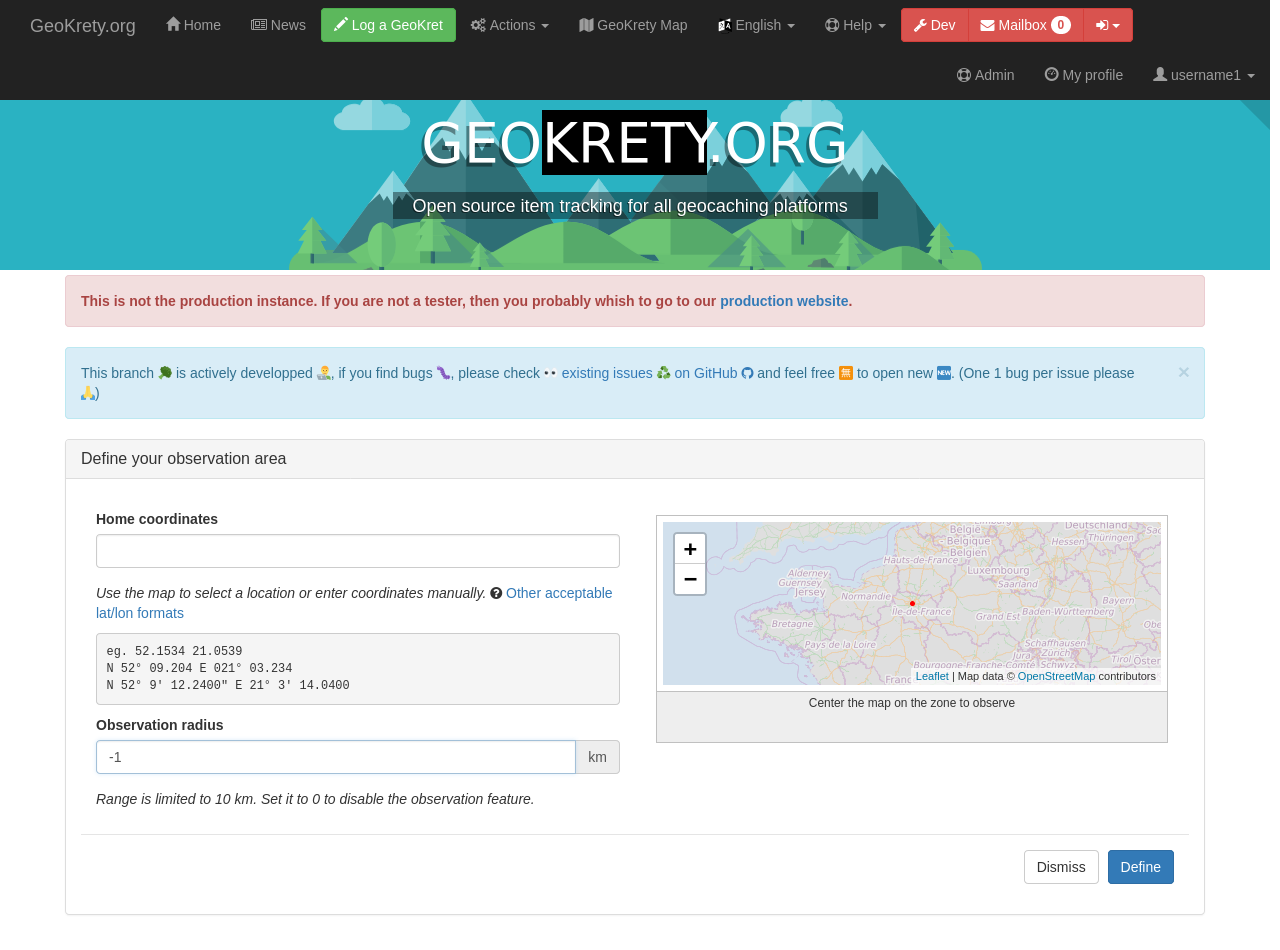 GeoKrety.org
Home
News
Log a GeoKret
Actions
GeoKrety Map
English
Help
Dev
Mailbox 0
Admin
My profile
username1
GEOKRETY.ORG
Open source item tracking for all geocaching platforms
This is not the production instance. If you are not a tester, then you probably whish to go to our production website.
This branch 🌳 is actively developped 👨‍🔬, if you find bugs 🐛, please check 👀 existing issues ♻ on GitHub and feel free 🈚 to open new 🆕. (One 1 bug per issue please
🙏)
×
Define your observation area
Home coordinates
Use the map to select a location or enter coordinates manually. Other acceptable
lat/lon formats
eg. 52.1534 21.0539
N 52° 09.204 E 021° 03.234
N 52° 9' 12.2400" E 21° 3' 14.0400
Observation radius
-1
km
Range is limited to 10 km. Set it to 0 to disable the observation feature.
+
−
België
- Belgique
- Belgien
Deutschland
Hessen
Thüringen
Hauts-de-France
Luxembourg
Saarland
Alderney
Guernsey
Jersey
Normandie
Île-de-France
Grand Est
Baden-Württemberg
Bayern
Bretagne
Pays de la Loire
Jura
Schaffhausen
Zürich
Tirol
Bourgogne-Franche-Comté
Schwyz
Leaflet | Map data © OpenStreetMap contributors
Center the map on the zone to observe
Dismiss
Define